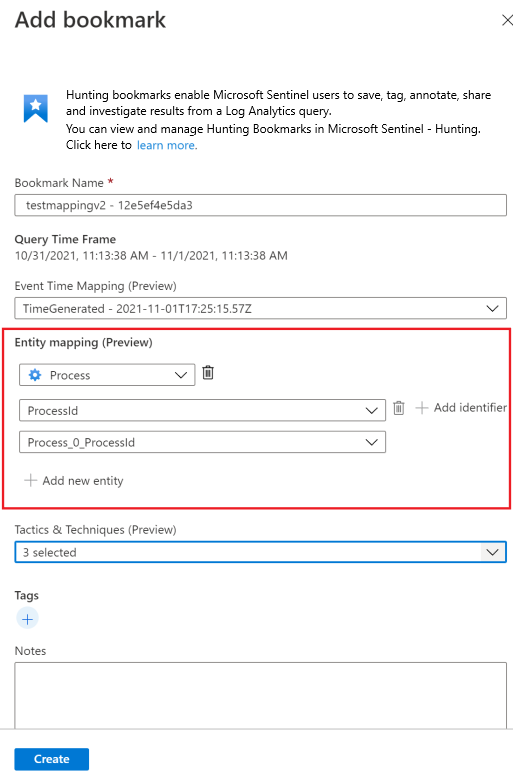 Add bookmark
Hunting bookmarks enable Microsoft Sentinel users to save, tag, annotate, share
and investigate results from a Log Analytics query.
You can view and manage Hunting Bookmarks in Microsoft Sentinel - Hunting.
Click here to learn more.
Bookmark Name *
testmappingv2 - 12e5ef4e5da3
Query Time Frame
10/31/2021, 11:13:38 AM - 11/1/2021, 11:13:38 AM
Event Time Mapping (Preview)
TimeGenerated - 2021-11-01T17:25:15.57Z
Entity mapping (Preview)
Process
ProcessId
Add identifier
Process_0_ProcessId
Add new entity
Tactics & Techniques (Preview)
3 selected
Tags
Notes
Create